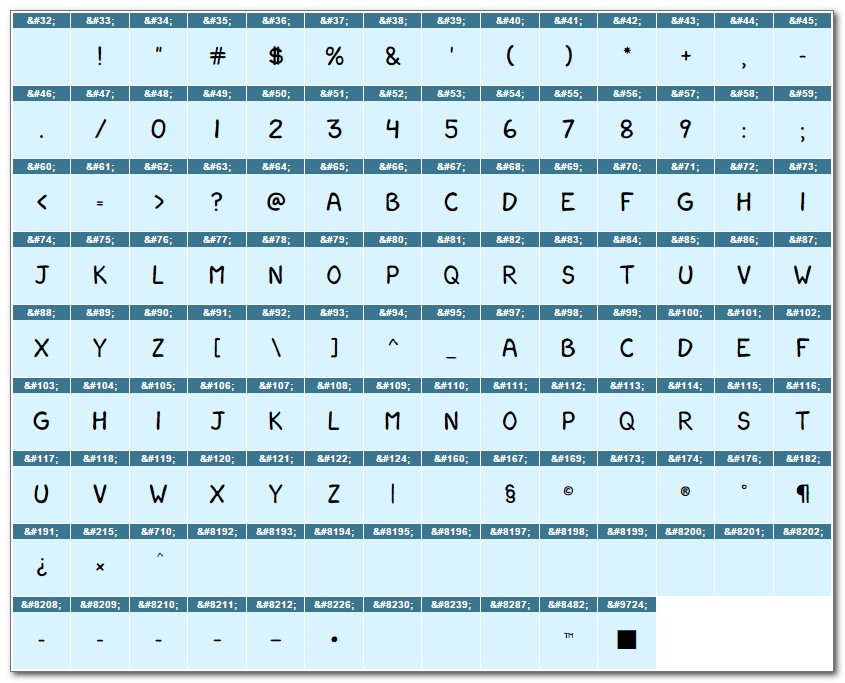 &#32; &#33; &#34; &#35; &#36; &#37; &#38; &#39; &#40; &#41; &#42; &#43; &#44; &#45;
! " # $ % & ' ( ) * + , -
&#46; &#47; &#48; &#49; &#50; &#51; &#52; &#53; &#54; &#55; &#56; &#57; &#58; &#59;
. / 0 1 2 3 4 5 6 7 8 9 : ;
&#60; &#61; &#62; &#63; &#64; &#65; &#66; &#67; &#68; &#69; &#70; &#71; &#72; &#73;
< = > ? @ A B C D E F G H I
&#74; &#75; &#76; &#77; &#78; &#79; &#80; &#81; &#82; &#83; &#84; &#85; &#86; &#87;
J K L M N O P Q R S T U V W
&#88; &#89; &#90; &#91; &#92; &#93; &#94; &#95; &#97; &#98; &#99; &#100; &#101; &#102;
X Y Z [ \ ] ^ _ A B C D E F
&#103; &#104; &#105; &#106; &#107; &#108; &#109; &#110; &#111; &#112; &#113; &#114; &#115; &#116;
G H I J K L M N O P Q R S T
&#117; &#118; &#119; &#120; &#121; &#122; &#124; &#160; &#167; &#169; &#173; &#174; &#176; &#182;
U V W X Y Z | § © ® ° ¶
&#191; &#215; &#710; &#8192; &#8193; &#8194; &#8195; &#8196; &#8197; &#8198; &#8199; &#8200; &#8201; &#8202;
¿ × ˆ
&#8208; &#8209; &#8210; &#8211; &#8212; &#8226; &#8230; &#8239; &#8287; &#8482; &#9724;
‐ ‑ ‒ – — • ™ ◼